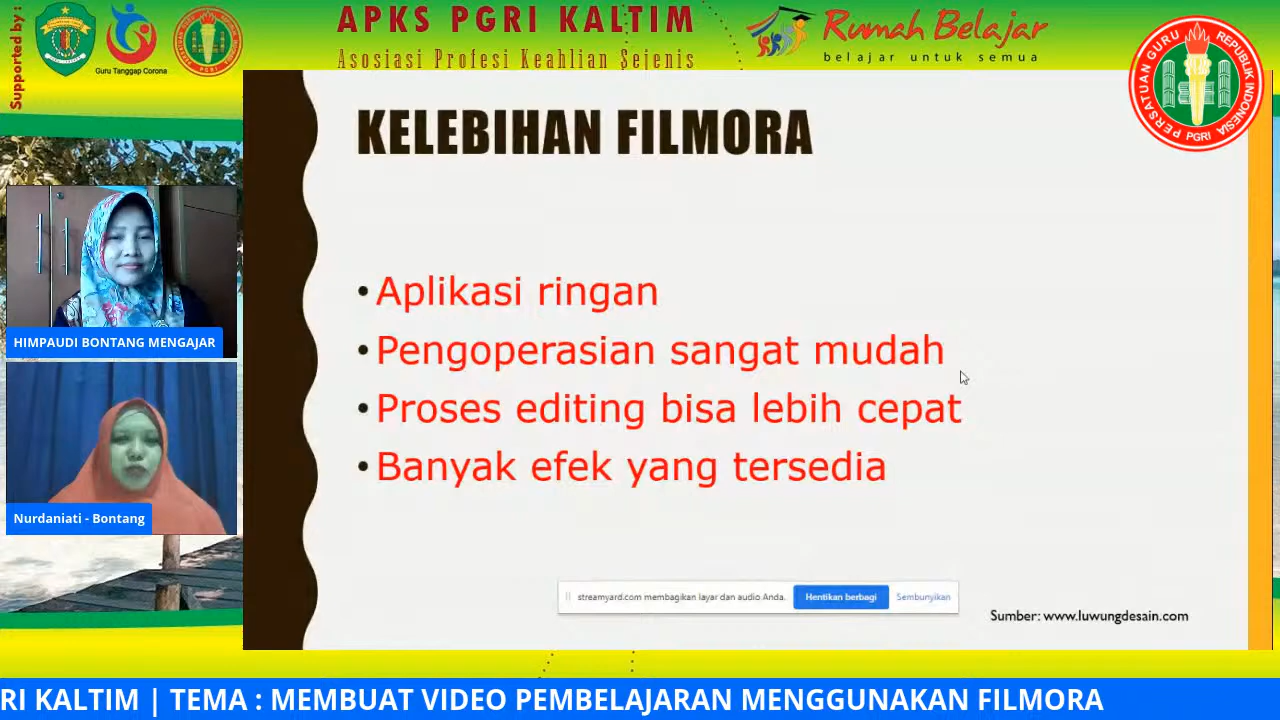 Supported by :
Guru Tanggap Corona
PGRI
APKS PGRI KALTIM
Asosiasi Profesi Keahlian Sejenis
Rumah Belajar
belajar untuk semua
PERSATUAN GURU REPUBLIK INDONESIA
PGRI
KELEBIHAN FILMORA
• Aplikasi ringan
• Pengoperasian sangat mudah
• Proses editing bisa lebih cepat
• Banyak efek yang tersedia
HIMPAUDI BONTANG MENGAJAR
Nurdaniati - Bontang
streamyard.com membagikan layar dan audio Anda.
Hentikan berbagi
Sembunyikan
Sumber: www.luwungdesain.com
RI KALTIM | TEMA : MEMBUAT VIDEO PEMBELAJARAN MENGGUNAKAN FILMORA